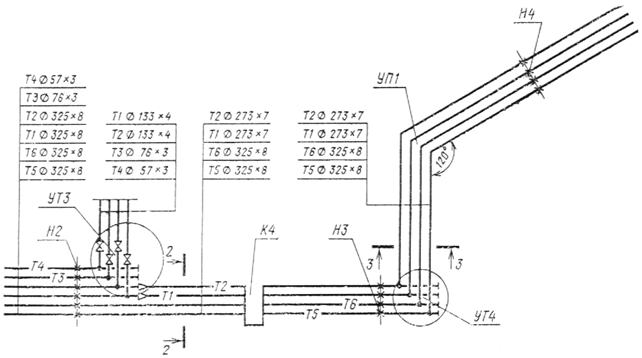 Н4
Т4 Ø 57×3
Т3 Ø 76×3
Т2 Ø 325×8
Т1 Ø 325×8
Т6 Ø 325×8
Т5 Ø 325×8
Т1 Ø 133×4
Т2 Ø 133×4
Т3 Ø 76×3
Т4 Ø 57×3
Т2 Ø 273×7
Т1 Ø 273×7
Т6 Ø 325×8
Т5 Ø 325×8
Т2 Ø 273×7
Т1 Ø 273×7
Т6 Ø 325×8
Т5 Ø 325×8
УП1
120°
УТ3
Н2
2
К4
Н3
3
3
Т4
Т3
Т2
Т1
Т6
Т5
УТ4
2